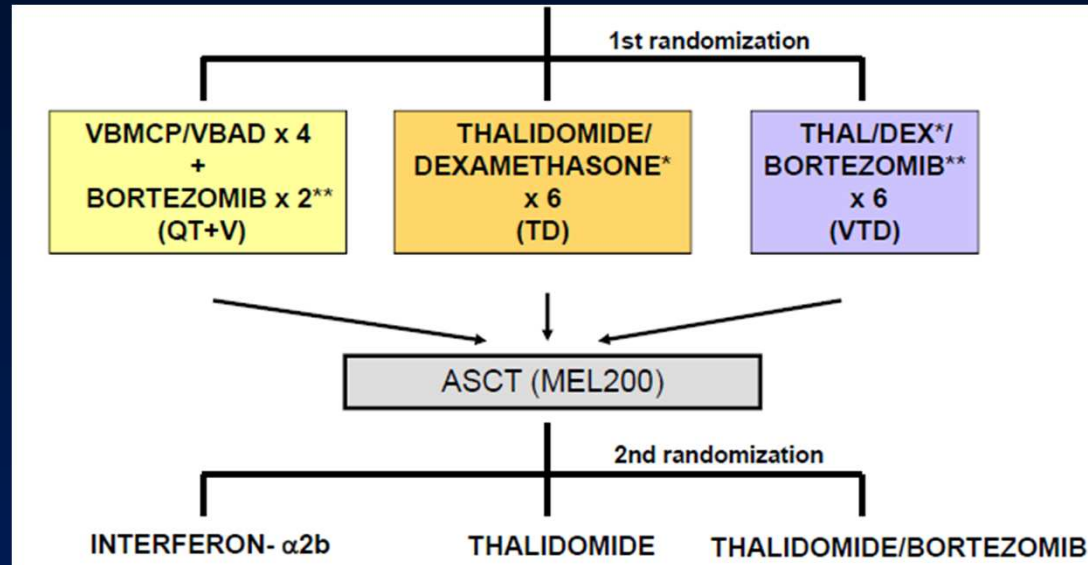 1st randomization
VBMCP/VBAD x 4
+
BORTEZOMIB x 2**
(QT+V)
THALIDOMIDE/
DEXAMETHASONE*
x 6
(TD)
THAL/DEX*/
BORTEZOMIB**
x 6
(VTD)
ASCT (MEL200)
2nd randomization
INTERFERON- α2b
THALIDOMIDE
THALIDOMIDE/BORTEZOMIB